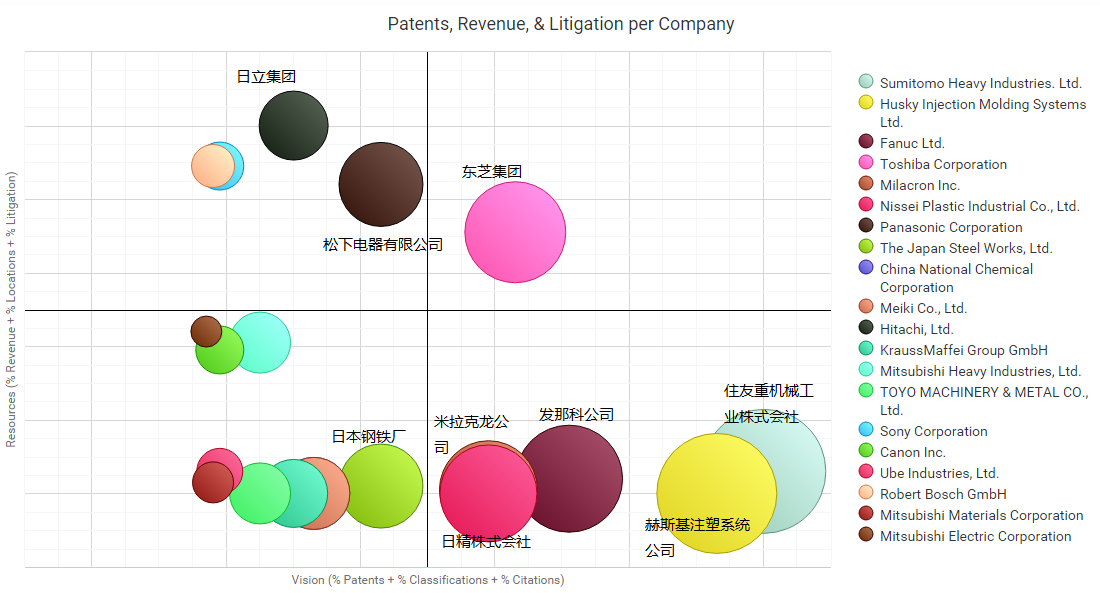 Patents, Revenue, & Litigation per Company
日立集团
东芝集团
松下电器有限公司
住友重机械工
业株式会社
米拉克龙公
司
发那科公司
日本钢铁厂
赫斯基注塑系统
公司
日精株式会社
Resources (% Revenue + % Locations + % Litigation)
Vision (% Patents + % Classifications + % Citations)
Sumitomo Heavy Industries. Ltd.
Husky Injection Molding Systems
Ltd.
Fanuc Ltd.
Toshiba Corporation
Milacron Inc.
Nissei Plastic Industrial Co., Ltd.
Panasonic Corporation
The Japan Steel Works, Ltd.
China National Chemical
Corporation
Meiki Co., Ltd.
Hitachi, Ltd.
KraussMaffei Group GmbH
Mitsubishi Heavy Industries, Ltd.
TOYO MACHINERY & METAL CO.,
Ltd.
Sony Corporation
Canon Inc.
Ube Industries, Ltd.
Robert Bosch GmbH
Mitsubishi Materials Corporation
Mitsubishi Electric Corporation